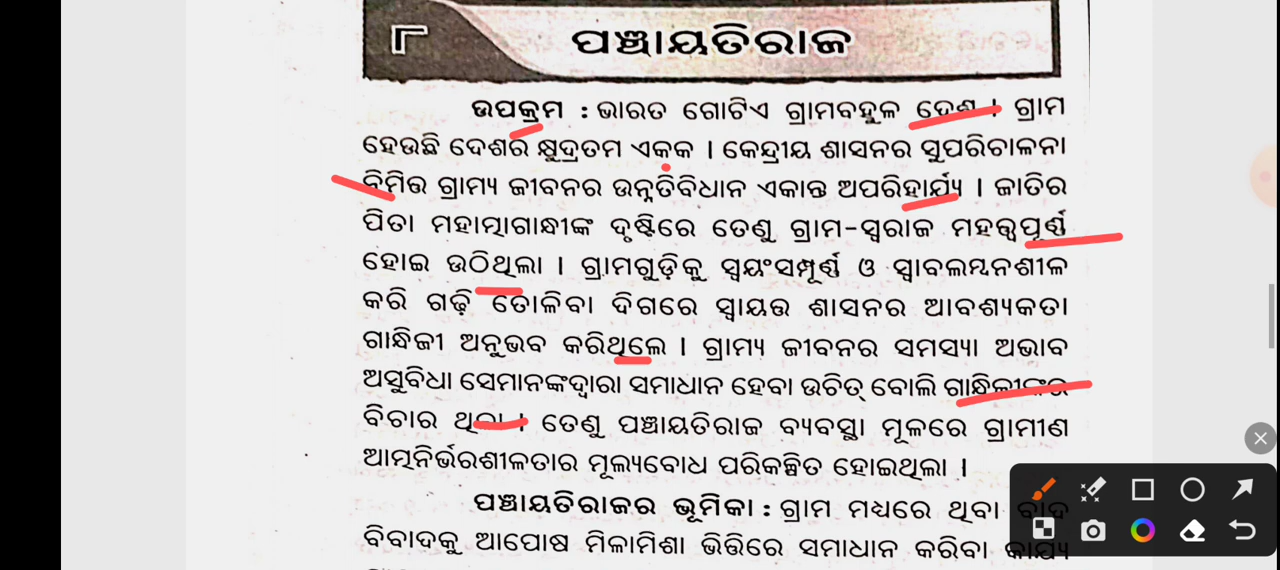 ୮ ପଞ୍ଚାୟତିରାଜ
ଉପକ୍ରମ : ଭାରତ ଗୋଟିଏ ଗ୍ରାମବହୁଳ ଦେଶ । ଗ୍ରାମ
ହେଉଛି ଦେଶର କ୍ଷୁଦ୍ରତମ ଏକକ । କେନ୍ଦ୍ରୀୟ ଶାସନର ସୁପରିଚାଳନା
ନିମିତ୍ତ ଗ୍ରାମ୍ୟ ଜୀବନର ଉନ୍ନତିବିଧାନ ଏକାନ୍ତ ଅପରିହାର୍ଯ୍ୟ । ଜାତିର
ପିତା ମହାତ୍ମାଗାନ୍ଧୀଙ୍କ ଦୃଷ୍ଟିରେ ତେଣୁ ଗ୍ରାମ-ସ୍ୱରାଜ ମହତ୍ତ୍ୱପୂର୍ଣ୍ଣ
ହୋଇ ଉଠିଥିଲା । ଗ୍ରାମଗୁଡ଼ିକୁ ସ୍ୱୟଂସମ୍ପୂର୍ଣ୍ଣ ଓ ସ୍ୱାବଲମ୍ବନଶୀଳ
କରି ଗଢ଼ି ତୋଳିବା ଦିଗରେ ସ୍ୱାୟତ୍ତ ଶାସନର ଆବଶ୍ୟକତା
ଗାନ୍ଧିଜୀ ଅନୁଭବ କରିଥିଲେ । ଗ୍ରାମ୍ୟ ଜୀବନର ସମସ୍ୟା ଅଭାବ
ଅସୁବିଧା ସେମାନଙ୍କଦ୍ୱାରା ସମାଧାନ ହେବା ଉଚିତ୍ ବୋଲି ଗାନ୍ଧିଜୀଙ୍କର
ବିଚାର ଥିଲା । ତେଣୁ ପଞ୍ଚାୟତିରାଜ ବ୍ୟବସ୍ଥା ମୂଳରେ ଗ୍ରାମୀଣ
ଆତ୍ମନିର୍ଭରଶୀଳତାର ମୂଲ୍ୟବୋଧ ପରିକଳ୍ପିତ ହୋଇଥିଲା ।
ପଞ୍ଚାୟତିରାଜର ଭୂମିକା : ଗ୍ରାମ ମଧ୍ୟରେ ଥିବା ବାଦ
ବିବାଦକୁ ଆପୋଷ ମିଳାମିଶା ଭିତ୍ତିରେ ସମାଧାନ କରିବା କାର୍ଯ୍ୟ